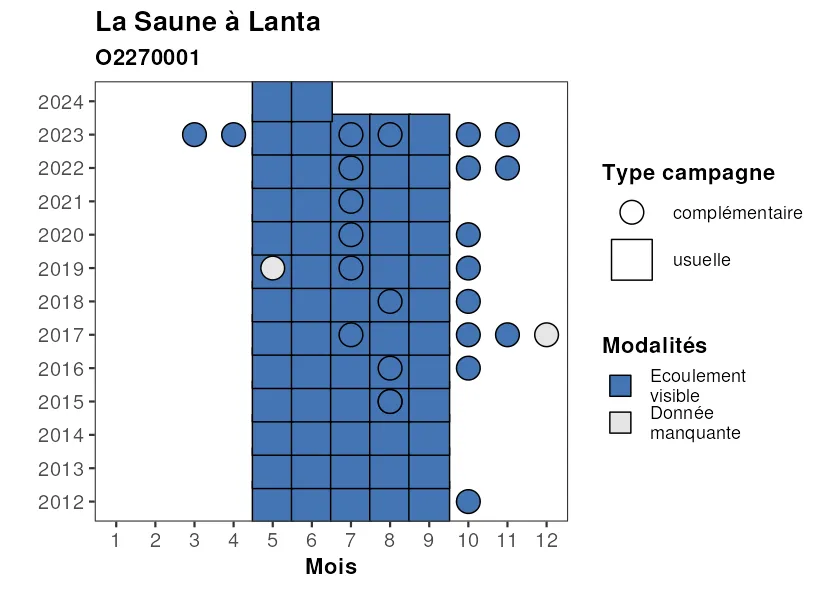 La Saune à Lanta
O2270001
2024
2023
2022
2021
2020
2019
2018
2017
2016
2015
2014
2013
2012
1 2 3 4 5 6 7 8 9 10 11 12
Mois
Type campagne
complémentaire
usuelle
Modalités
Ecoulement
visible
Donnée
manquante